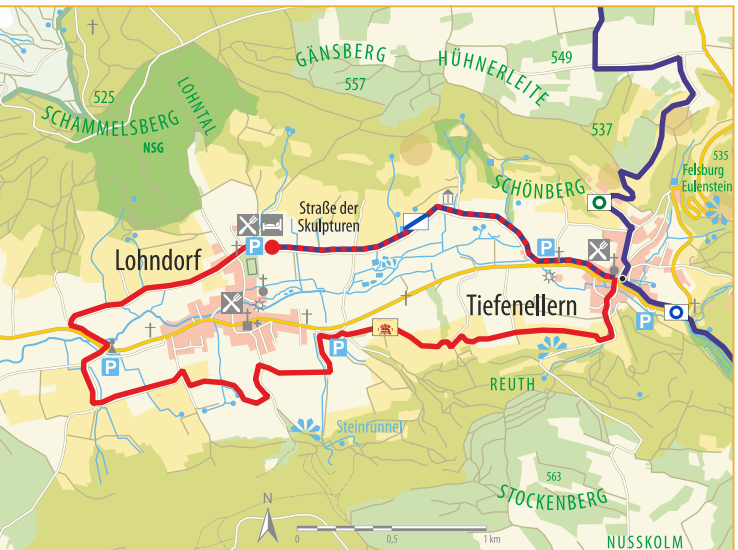 GÄNSBERG
557
HÜHNERLEITE
549
525
SCHAMMELSBERG
NSG
LOHNTAL
537
535
Felsburg
Eulenstein
SCHÖNBERG
Straße der
Skulpturen
P
P
Lohndorf
Tiefenellern
P
P
P
REUTH
Steinrünnel
563
STOCKENBERG
NUSSKOLM
N
0
0,5
1 km